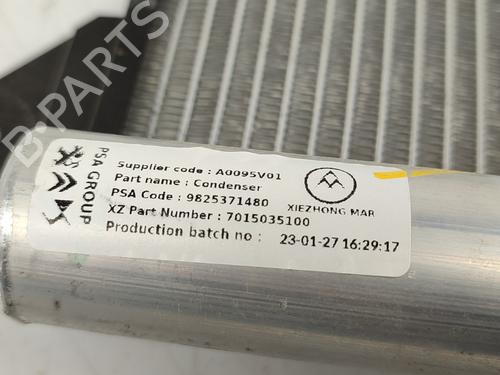 B-PARTS
PSA GROUP
Supplier code : A0095V01
Part name : Condenser
PSA Code : 9825371480
XZ Part Number : 7015035100
Production batch no : 23-01-27 16:29:17
XIEZHONG MAR